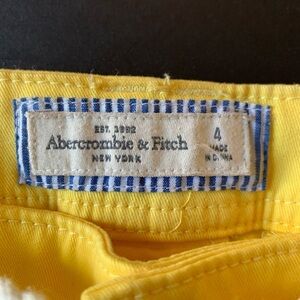 EST. 1892
Abercrombie & Fitch
NEW YORK
4
MADE
IN CHINA